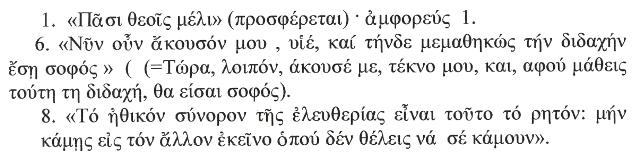 1. «Πᾶσι θεοῖς μέλι» (προσφέρεται) · ἀμφορεύς 1.
6. «Νῦν οὖν ἄκουσόν μου , υἱέ, καί τήνδε μεμαθηκώς τήν διδαχήν
ἔσῃ σοφός » ( (=Τώρα, λοιπόν, άκουσέ με, τέκνο μου, και, αφού μάθεις
τούτη τη διδαχή, θα είσαι σοφός).
8. «Τό ἠθικόν σύνορον τῆς ἐλευθερίας εἶναι τοῦτο τό ρητόν: μήν
κάμῃς εἰς τόν ἄλλον ἐκεῖνο ὁπού δέν θέλεις νά σέ κάμουν».